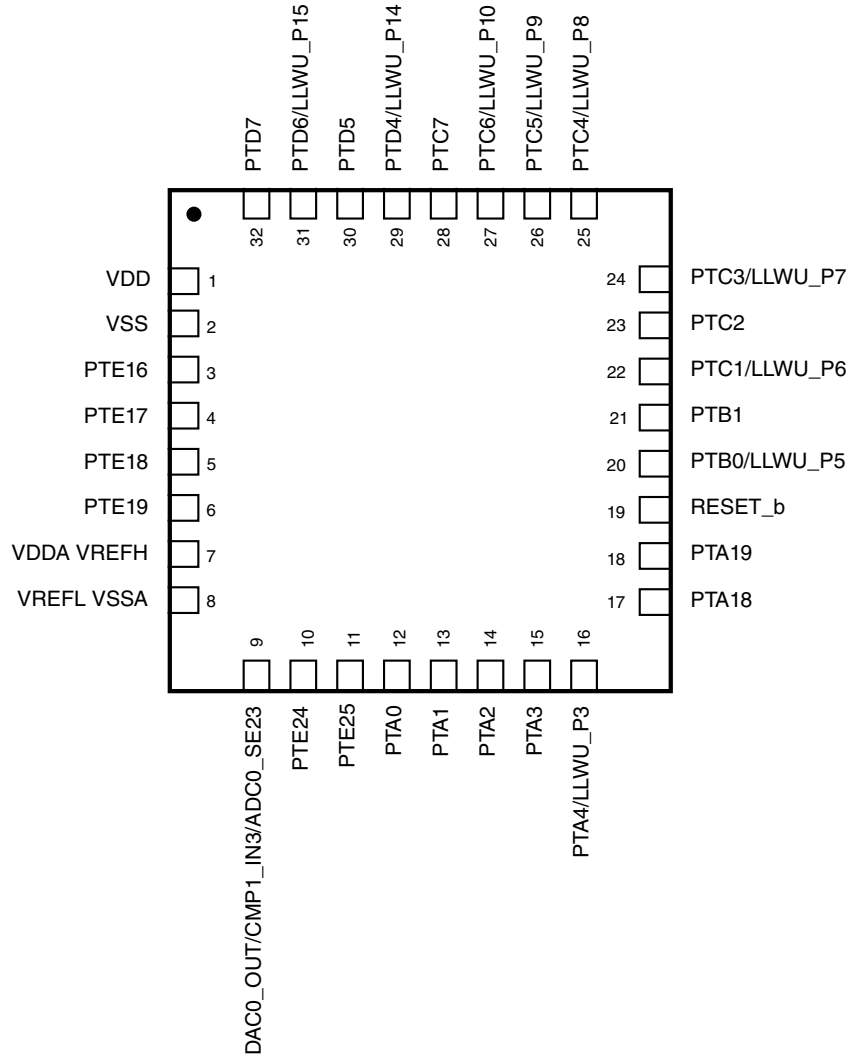 PTD7
PTD6/LLWU_P15
PTD5
PTD4/LLWU_P14
PTC7
PTC6/LLWU_P10
PTC5/LLWU_P9
PTC4/LLWU_P8
32
31
30
29
28
27
26
25
VDD
1
VSS
2
PTE16
3
PTE17
4
PTE18
5
PTE19
6
VDDA VREFH
7
VREFL VSSA
8
24
PTC3/LLWU_P7
23
PTC2
22
PTC1/LLWU_P6
21
PTB1
20
PTB0/LLWU_P5
19
RESET_b
18
PTA19
17
PTA18
9
10
11
12
13
14
15
16
DAC0_OUT/CMP1_IN3/ADC0_SE23
PTE24
PTE25
PTA0
PTA1
PTA2
PTA3
PTA4/LLWU_P3